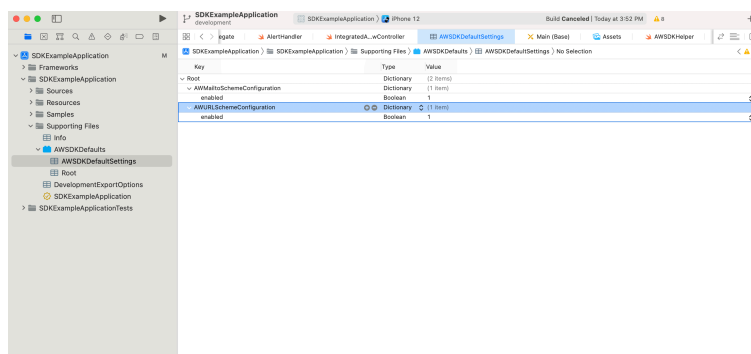 SDKExampleApplication
development
SDKExampleApplication 〉 iPhone 12
Build Canceled | Today at 3:52 PM
8
egate
AlertHandler
IntegratedA...wController
AWSDKDefaultSettings
Main (Base)
Assets
AWSDKHelper
SDKExampleApplication 〉 SDKExampleApplication 〉 Supporting Files 〉 AWSDKDefaults 〉 AWSDKDefaultSettings 〉 No Selection
SDKExampleApplication M
Frameworks
SDKExampleApplication
Sources
Resources
Samples
Supporting Files
Info
AWSDKDefaults
AWSDKDefaultSettings
Root
DevelopmentExportOptions
SDKExampleApplication
SDKExampleApplicationTests
Key Type Value
Root Dictionary (2 items)
AWMailtoSchemeConfiguration Dictionary (1 item)
enabled Boolean 1
AWURLSchemeConfiguration Dictionary (1 item)
enabled Boolean 1